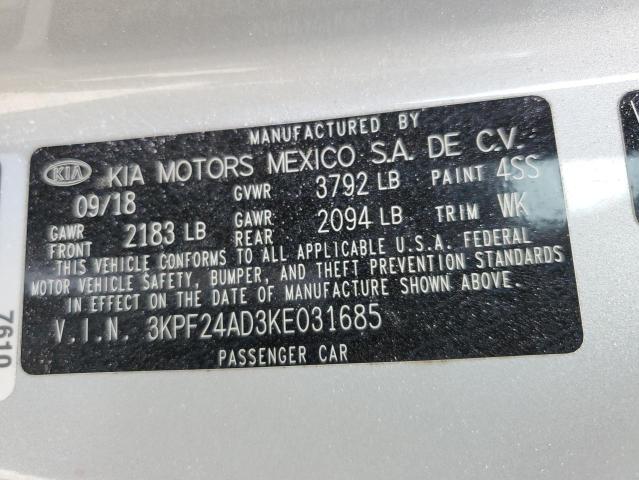 MANUFACTURED BY
KIA KIA MOTORS MEXICO S.A. DE C.V.
09/18 GVWR 3792 LB PAINT 4SS
GAWR FRONT 2183 LB GAWR REAR 2094 LB TRIM WK
THIS VEHICLE CONFORMS TO ALL APPLICABLE U.S.A. FEDERAL
MOTOR VEHICLE SAFETY, BUMPER, AND THEFT PREVENTION STANDARDS
IN EFFECT ON THE DATE OF MANUFACTURE SHOWN ABOVE.
V.I.N. 3KPF24AD3KE031685
PASSENGER CAR
7610